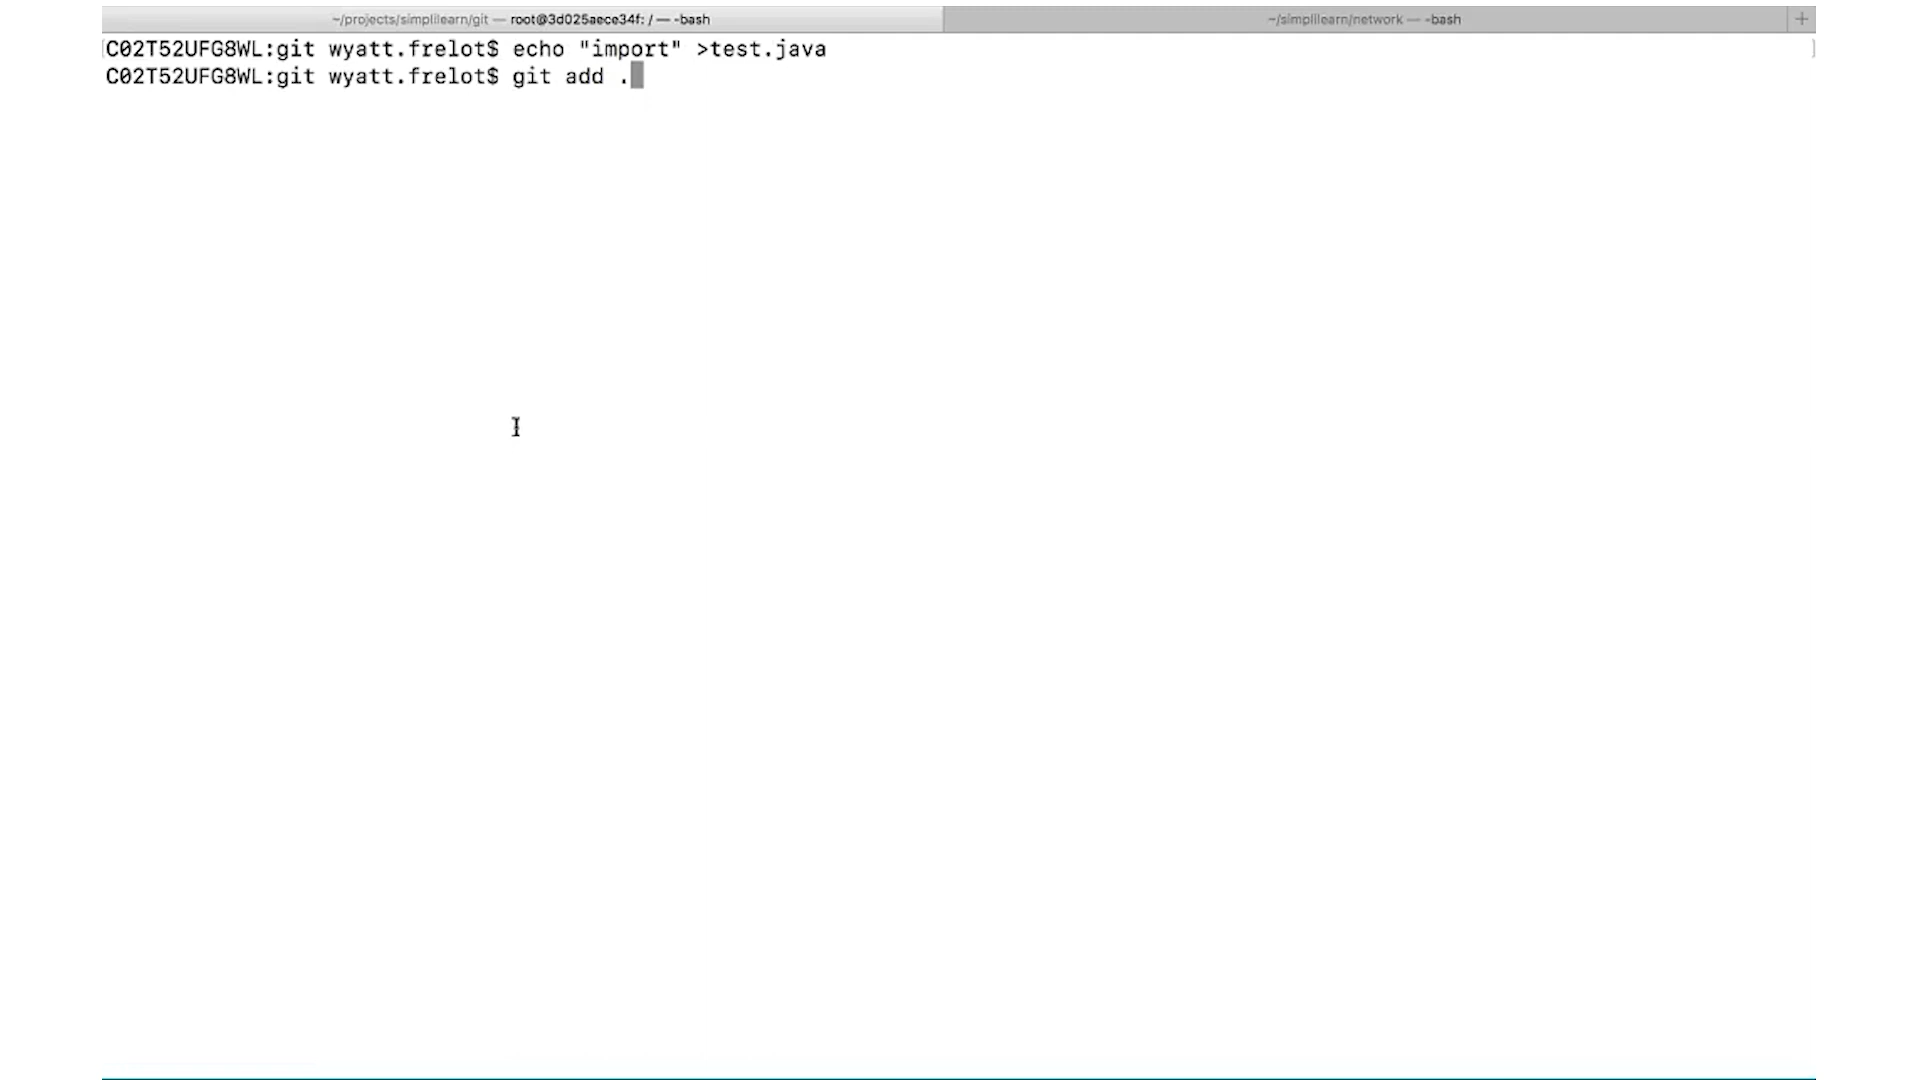 ~/projects/simplilearn/git — root@3d025aece34f: / — -bash
~/simplilearn/network — -bash
+
[C02T52UFG8WL:git wyatt.frelot$ echo "import" >test.java ]
C02T52UFG8WL:git wyatt.frelot$ git add .